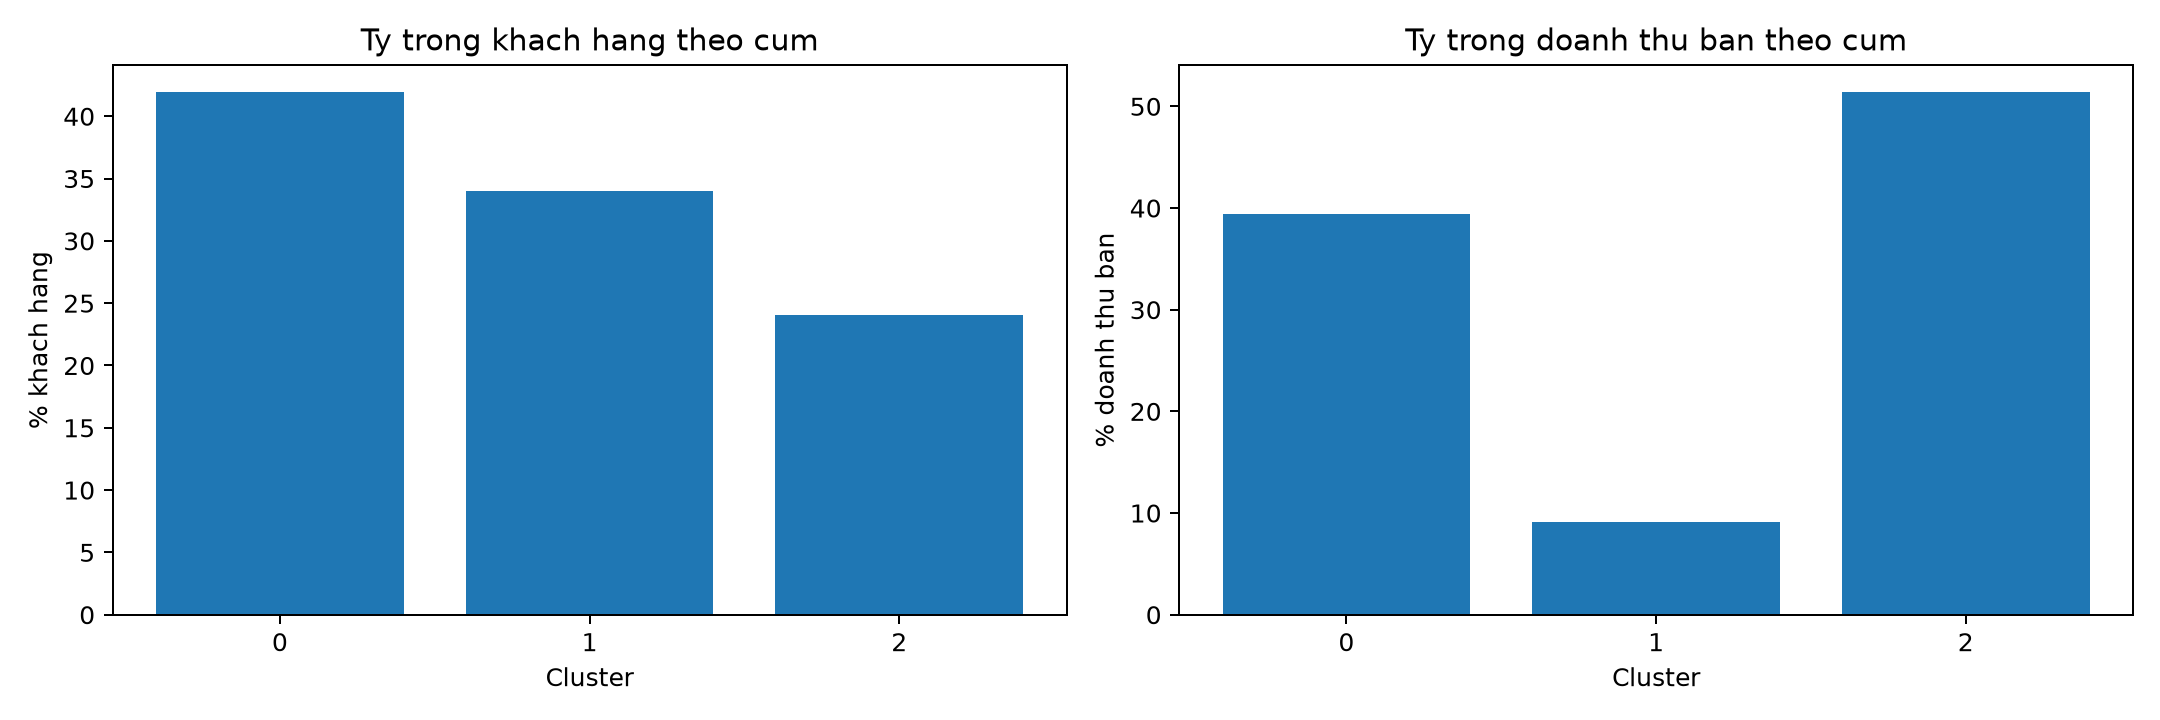 Ty trong khach hang theo cum
% khach hang
40
35
30
25
20
15
10
5
0
0 1 2
Cluster
Ty trong doanh thu ban theo cum
% doanh thu ban
50
40
30
20
10
0
0 1 2
Cluster